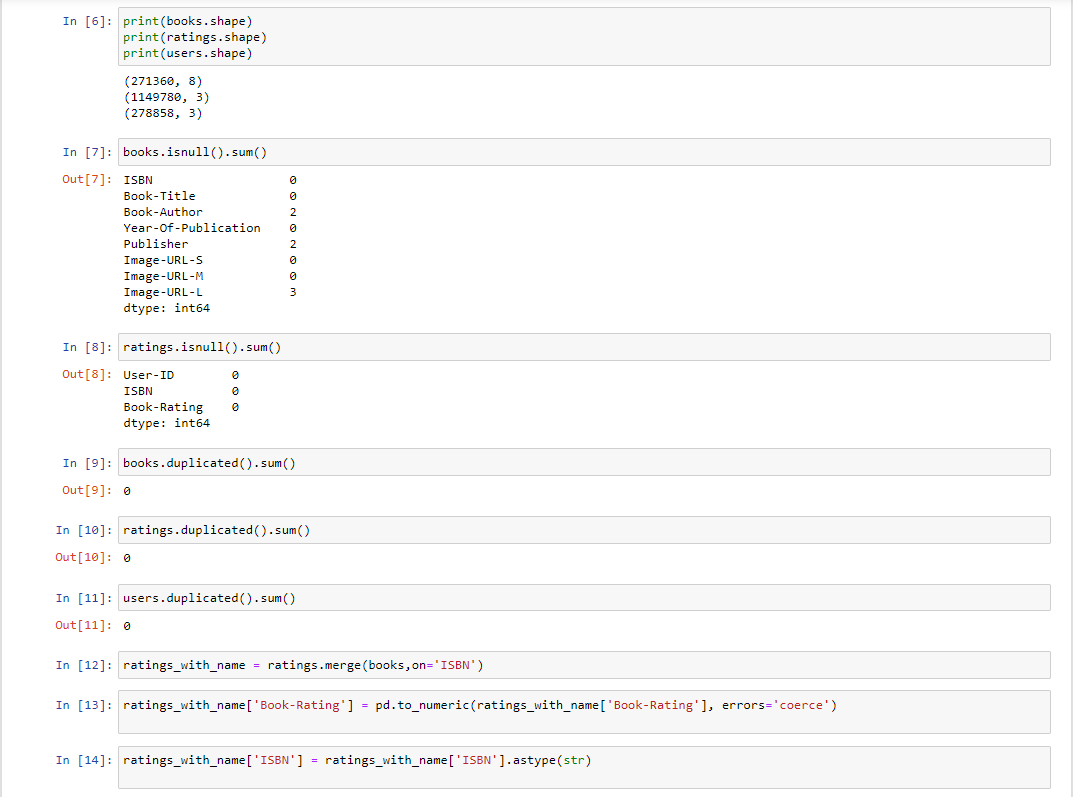 In [6]: print(books.shape)
print(ratings.shape)
print(users.shape)
(271360, 8)
(1149780, 3)
(278858, 3)
In [7]: books.isnull().sum()
Out[7]: ISBN 0
Book-Title 0
Book-Author 2
Year-Of-Publication 0
Publisher 2
Image-URL-S 0
Image-URL-M 0
Image-URL-L 3
dtype: int64
In [8]: ratings.isnull().sum()
Out[8]: User-ID 0
ISBN 0
Book-Rating 0
dtype: int64
In [9]: books.duplicated().sum()
Out[9]: 0
In [10]: ratings.duplicated().sum()
Out[10]: 0
In [11]: users.duplicated().sum()
Out[11]: 0
In [12]: ratings_with_name = ratings.merge(books,on='ISBN')
In [13]: ratings_with_name['Book-Rating'] = pd.to_numeric(ratings_with_name['Book-Rating'], errors='coerce')
In [14]: ratings_with_name['ISBN'] = ratings_with_name['ISBN'].astype(str)